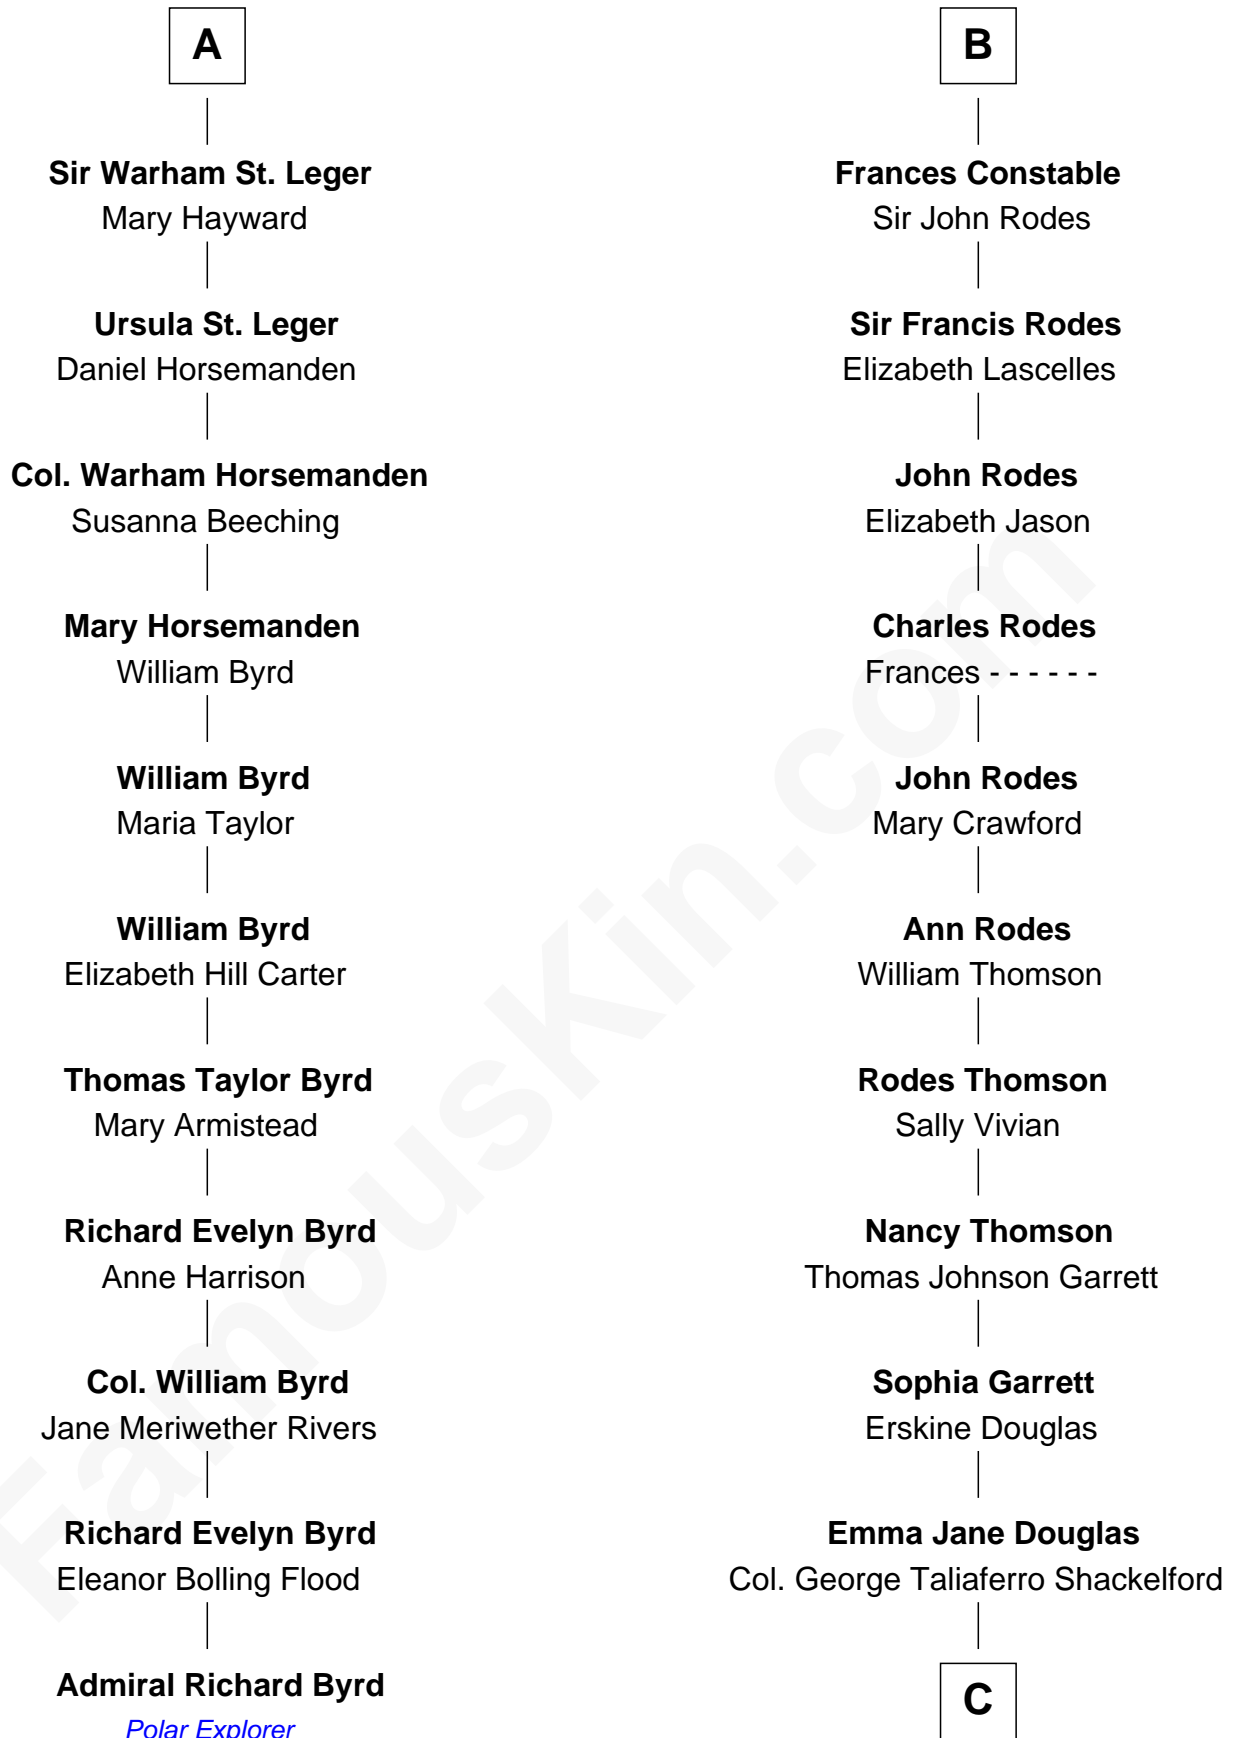 A
Sir Warham St. Leger
Mary Hayward
Ursula St. Leger
Daniel Horsemanden
Col. Warham Horsemanden
Susanna Beeching
Mary Horsemanden
William Byrd
William Byrd
Maria Taylor
William Byrd
Elizabeth Hill Carter
Thomas Taylor Byrd
Mary Armistead
Richard Evelyn Byrd
Anne Harrison
Col. William Byrd
Jane Meriwether Rivers
Richard Evelyn Byrd
Eleanor Bolling Flood
Admiral Richard Byrd
Polar Explorer
B
Frances Constable
Sir John Rodes
Sir Francis Rodes
Elizabeth Lascelles
John Rodes
Elizabeth Jason
Charles Rodes
Frances - - - - - -
John Rodes
Mary Crawford
Ann Rodes
William Thomson
Rodes Thomson
Sally Vivian
Nancy Thomson
Thomas Johnson Garrett
Sophia Garrett
Erskine Douglas
Emma Jane Douglas
Col. George Taliaferro Shackelford
C
FamousKin.com